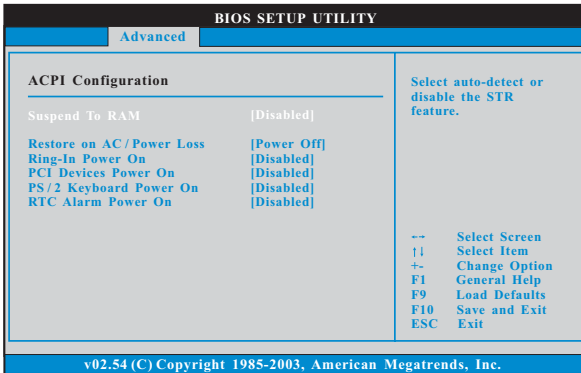 BIOS SETUP UTILITY
Advanced
ACPI Configuration
Suspend To RAM [Disabled]
Restore on AC / Power Loss [Power Off]
Ring-In Power On [Disabled]
PCI Devices Power On [Disabled]
PS / 2 Keyboard Power On [Disabled]
RTC Alarm Power On [Disabled]
Select auto-detect or
disable the STR
feature.
←→ Select Screen
↑↓ Select Item
+- Change Option
F1 General Help
F9 Load Defaults
F10 Save and Exit
ESC Exit
v02.54 (C) Copyright 1985-2003, American Megatrends, Inc.